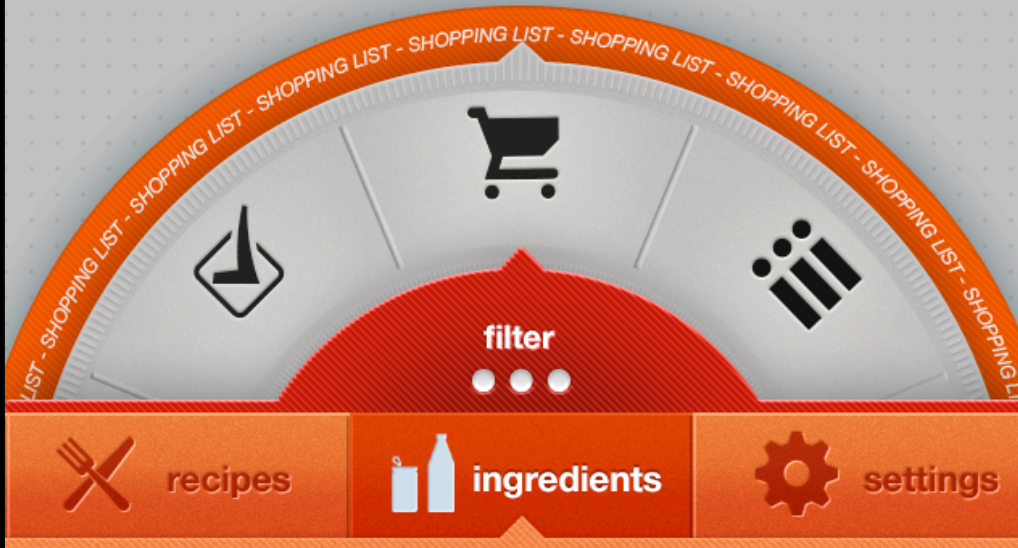 LIST - SHOPPING LIST - SHOPPING LIST - SHOPPING LIST - SHOPPING LIST - SHOPPING LIST - SHOPPING LIST - SHOPPING LIST - SHOPPING LI
filter
recipes
ingredients
settings